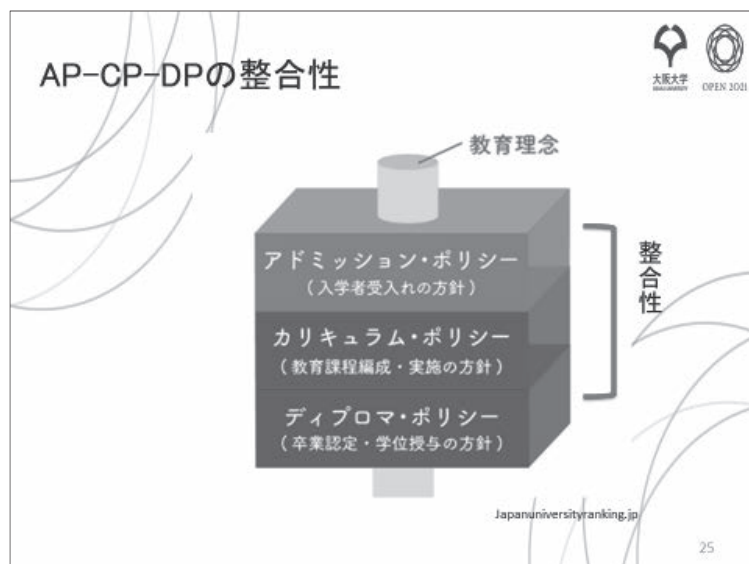 AP-CP-DPの整合性
大阪大学
OSAKA UNIVERSITY
OPEN 2021
教育理念
アドミッション・ポリシー
（入学者受入れの方針）
カリキュラム・ポリシー
（教育課程編成・実施の方針）
ディプロマ・ポリシー
（卒業認定・学位授与の方針）
整合性
Japanuniversityranking.jp
25